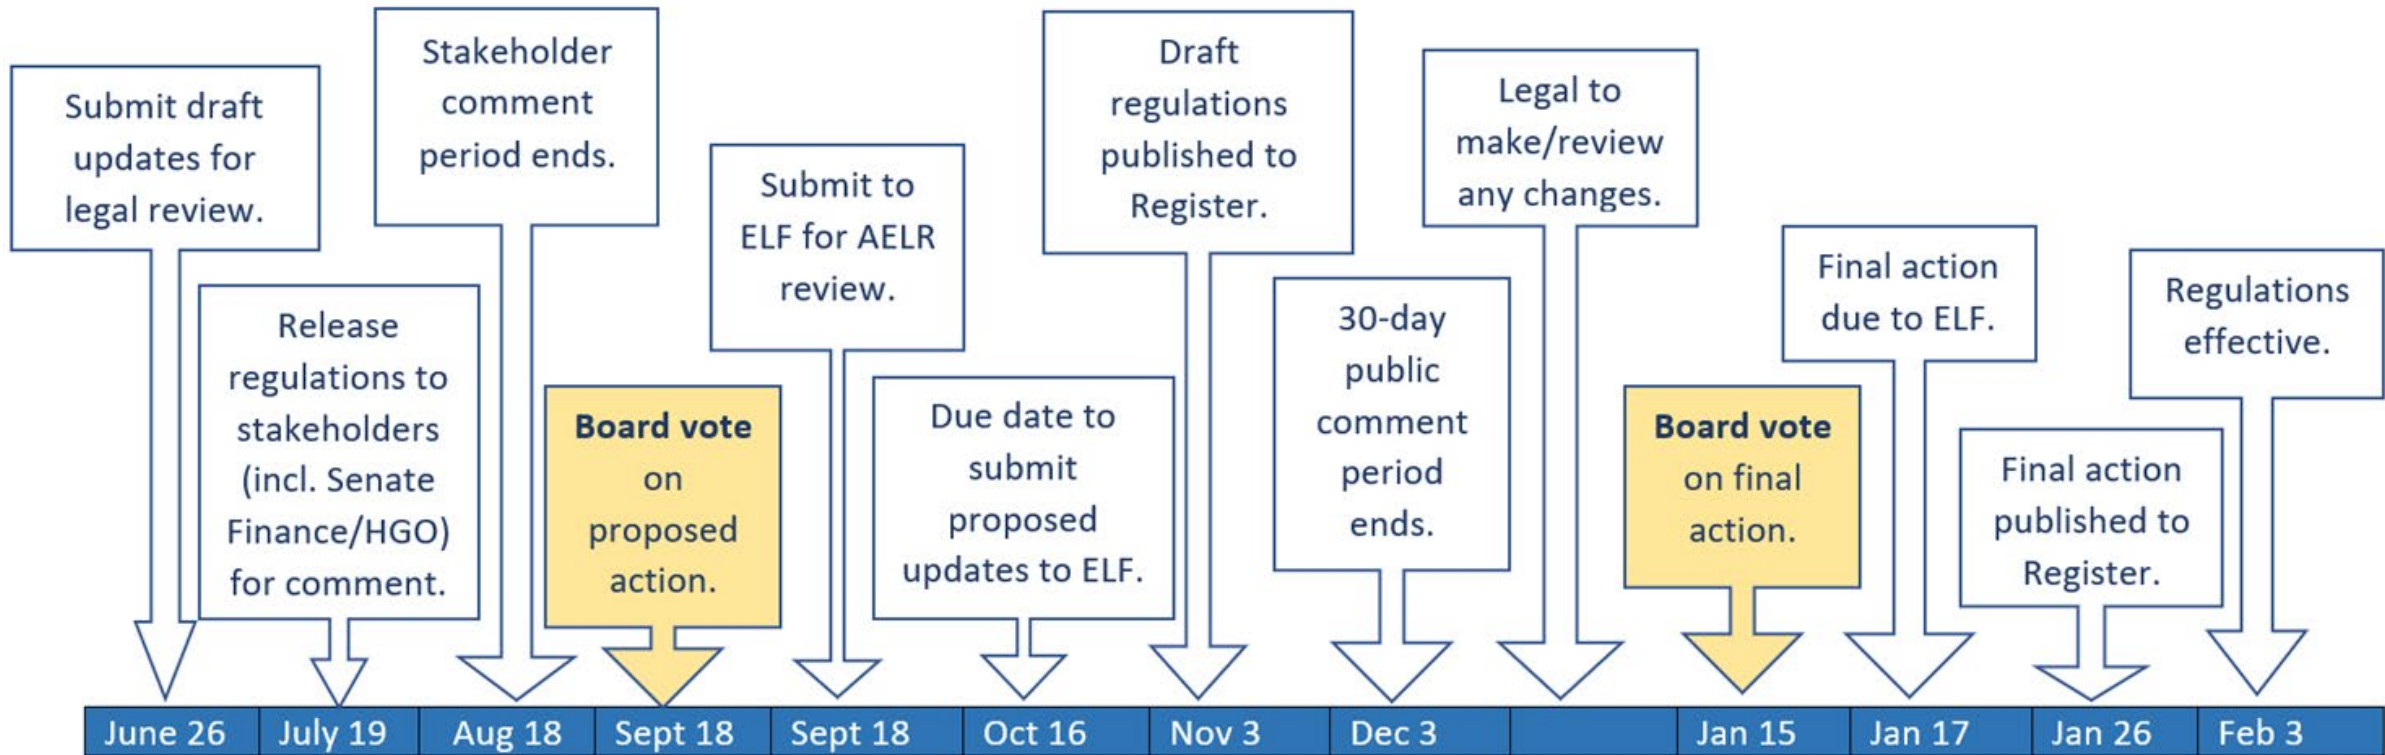 Submit draft
updates for
legal review.
Release
regulations to
stakeholders
(incl. Senate
Finance/HGO)
for comment.
Stakeholder
comment
period ends.
Board vote
on
proposed
action.
Submit to
ELF for AELR
review.
Due date to
submit
proposed
updates to ELF.
Draft
regulations
published to
Register.
30-day
public
comment
period
ends.
Legal to
make/review
any changes.
Board vote
on final
action.
Final action
due to ELF.
Final action
published to
Register.
Regulations
effective.
June 26
July 19
Aug 18
Sept 18
Sept 18
Oct 16
Nov 3
Dec 3
Jan 15
Jan 17
Jan 26
Feb 3